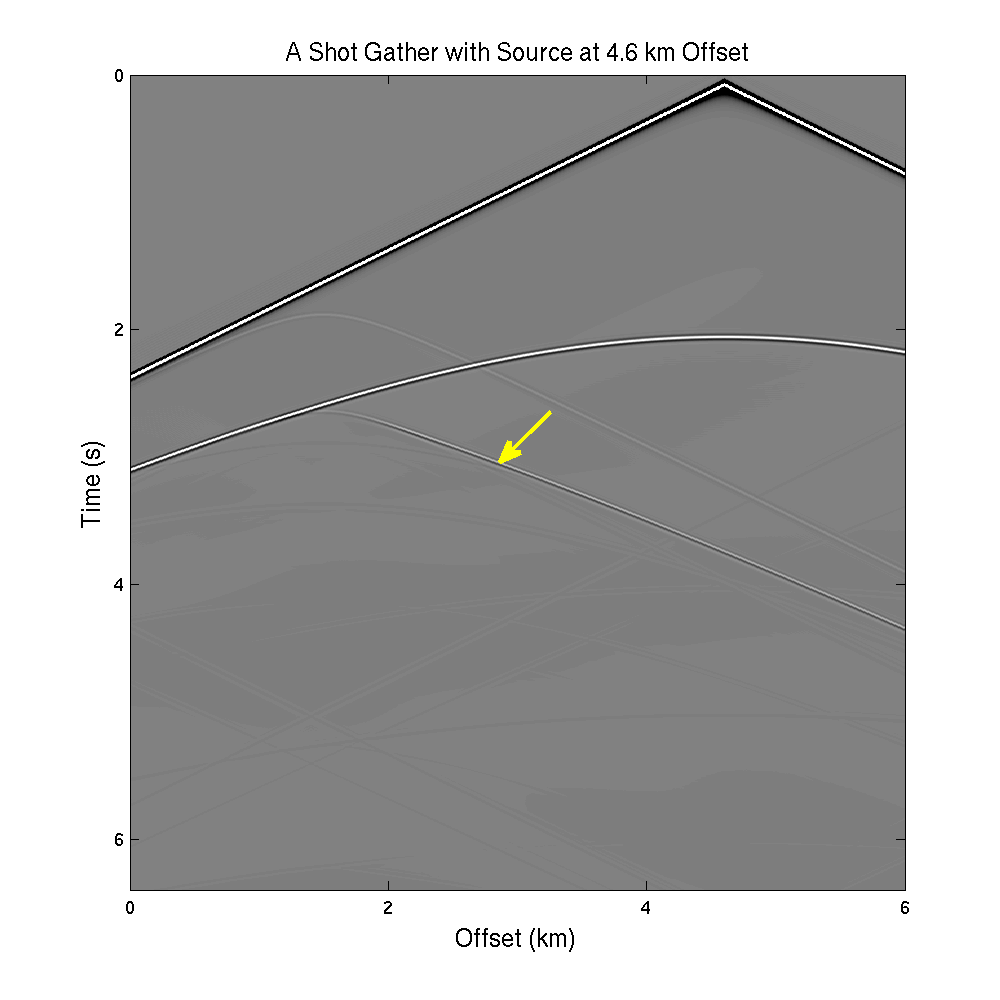 A Shot Gather with Source at 4.6 km Offset
0
2
4
6
Time (s)
0 2 4 6
Offset (km)